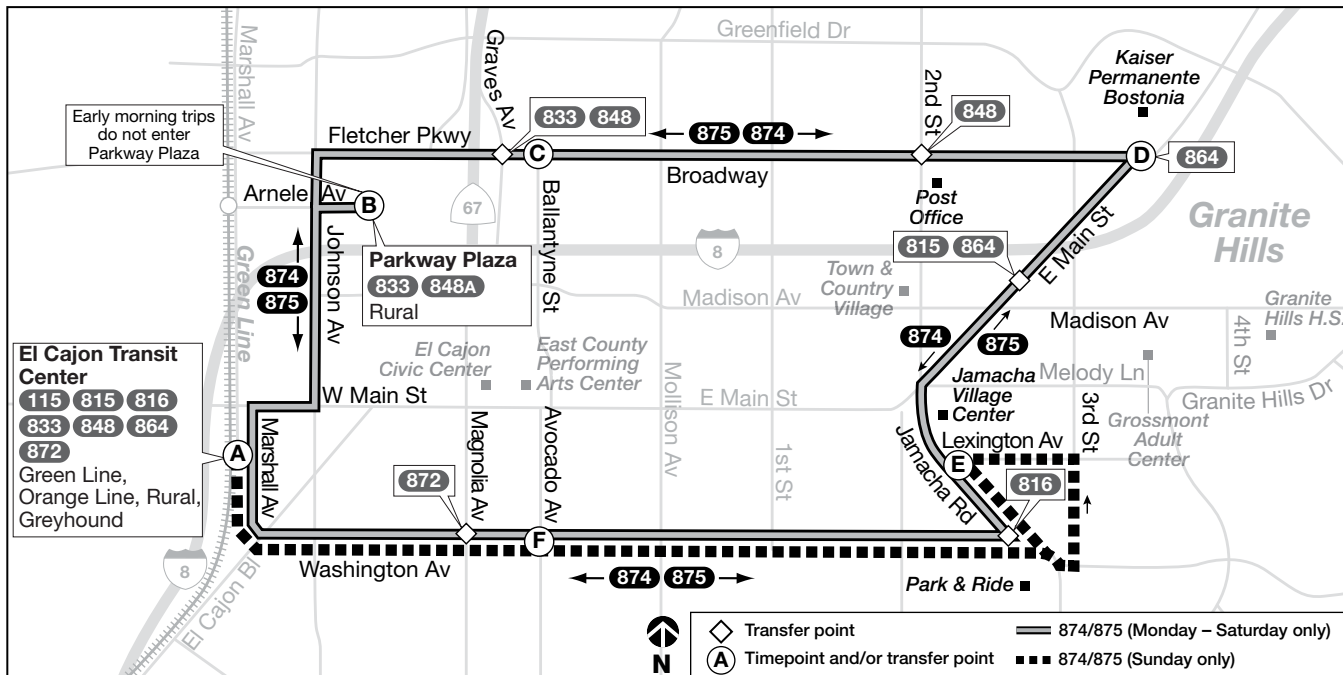 Greenfield Dr
Marshall Av
Graves Av
2nd St
Kaiser
Permanente
Bostonia
Early morning trips
do not enter
Parkway Plaza
833 848
848
Fletcher Pkwy
875 874
C
D
864
Broadway
Arnele Av
B
67
Ballantyne St
Post
Office
Granite
Hills
Parkway Plaza
833 848A
Rural
8
815 864
E Main St
Green Line
874
875
Johnson Av
Town &
Country
Village
Madison Av
Madison Av
Granite
Hills H.S.
4th St
El Cajon Transit
Center
115 815 816
833 848 864
872
Green Line,
Orange Line, Rural,
Greyhound
El Cajon
Civic Center
East County
Performing
Arts Center
Mollison Av
874
875
Jamacha
Village
Center
Melody Ln
Granite Hills Dr
W Main St
E Main St
3rd St
Grossmont
Adult
Center
A
Marshall Av
Magnolia Av
Avocado Av
1st St
Jamacha Rd
Lexington Av
E
872
816
F
Washington Av
874 875
Park & Ride
8
El Cajon Bl
N
Transfer point
874/875 (Monday – Saturday only)
A
Timepoint and/or transfer point
874/875 (Sunday only)